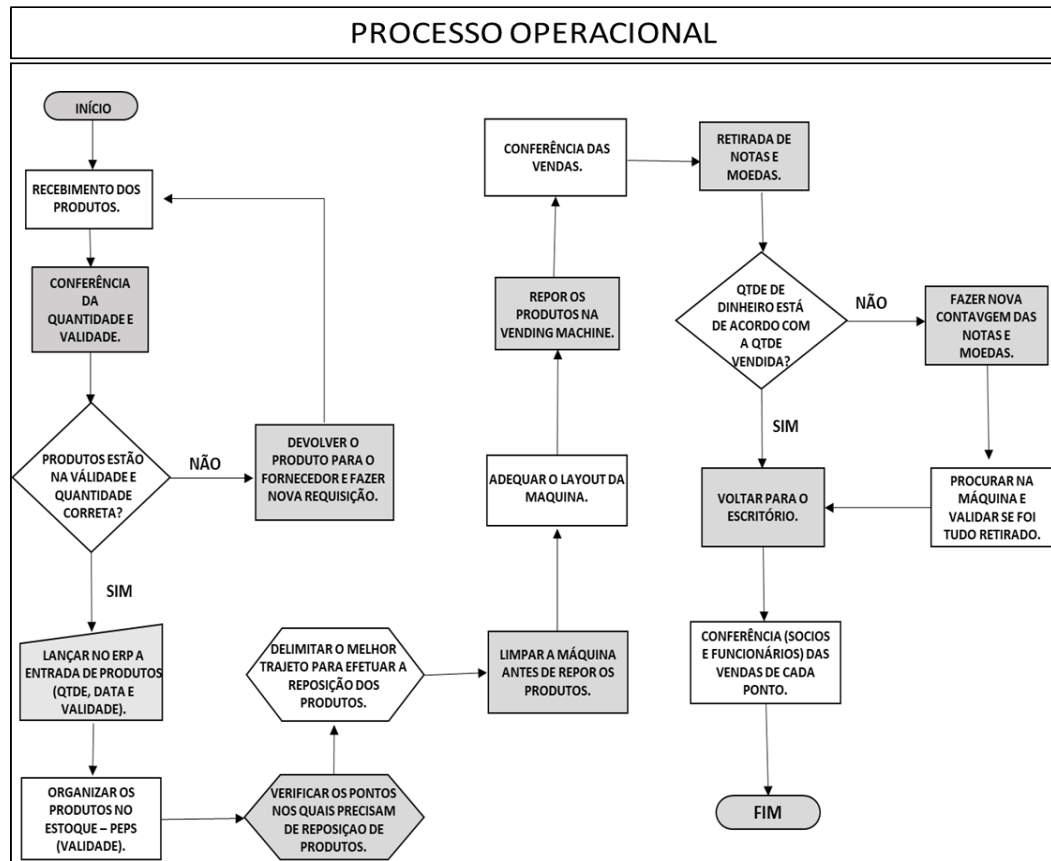 PROCESSO OPERACIONAL
INÍCIO
RECEBIMENTO DOS
PRODUTOS.
CONFERÊNCIA
DA
QUANTIDADE E
VALIDADE.
PRODUTOS ESTÃO
NA VÁLIDADE E
QUANTIDADE
CORRETA?
NÃO
DEVOLVER O
PRODUTO PARA O
FORNECEDOR E FAZER
NOVA REQUISIÇÃO.
SIM
LANÇAR NO ERP A
ENTRADA DE PRODUTOS
(QTDE, DATA E
VALIDADE).
ORGANIZAR OS
PRODUTOS NO
ESTOQUE – PEPS
(VALIDADE).
VERIFICAR OS PONTOS
NOS QUAIS PRECISAM
DE REPOSIÇAO DE
PRODUTOS.
DELIMITAR O MELHOR
TRAJETO PARA EFETUAR A
REPOSIÇÃO DOS
PRODUTOS.
LIMPAR A MÁQUINA
ANTES DE REPOR OS
PRODUTOS.
ADEQUAR O LAYOUT DA
MAQUINA.
REPOR OS
PRODUTOS NA
VENDING MACHINE.
CONFERÊNCIA DAS
VENDAS.
RETIRADA DE
NOTAS E
MOEDAS.
QTDE DE
DINHEIRO ESTÁ
DE ACORDO COM
A QTDE
VENDIDA?
NÃO
FAZER NOVA
CONTAVGEM DAS
NOTAS E
MOEDAS.
PROCURAR NA
MÁQUINA E
VALIDAR SE FOI
TUDO RETIRADO.
SIM
VOLTAR PARA O
ESCRITÓRIO.
CONFERÊNCIA (SOCIOS
E FUNCIONÁRIOS) DAS
VENDAS DE CADA
PONTO.
FIM